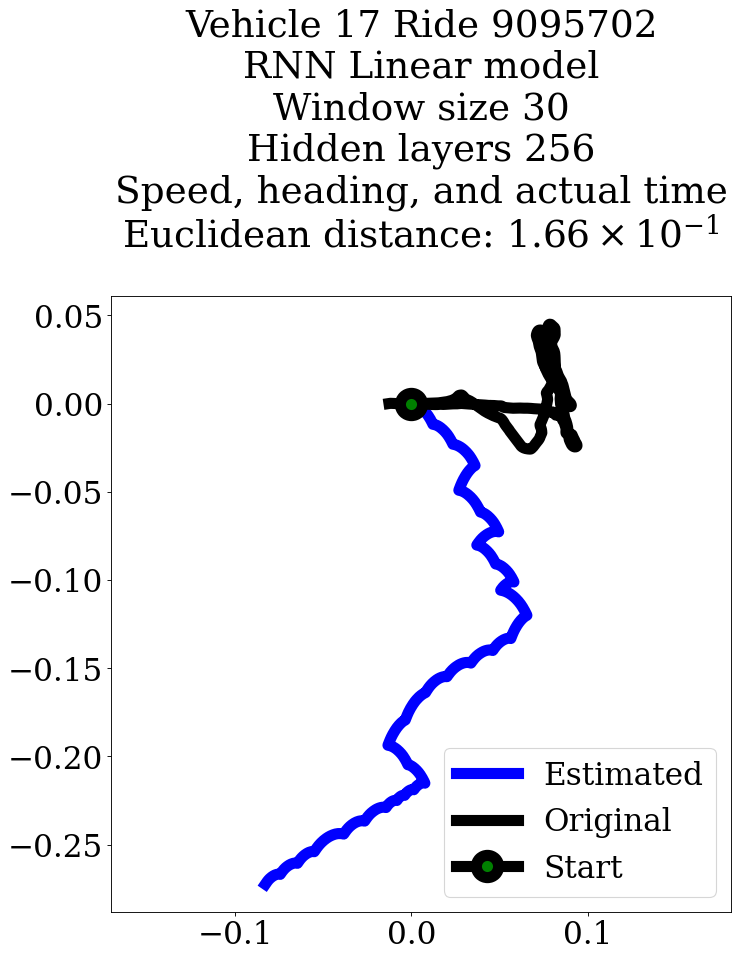 Vehicle 17 Ride 9095702
RNN Linear model
Window size 30
Hidden layers 256
Speed, heading, and actual time
Euclidean distance: 1.66 × 10⁻¹
0.05
0.00
−0.05
−0.10
−0.15
−0.20
−0.25
Estimated
Original
Start
−0.1
0.0
0.1